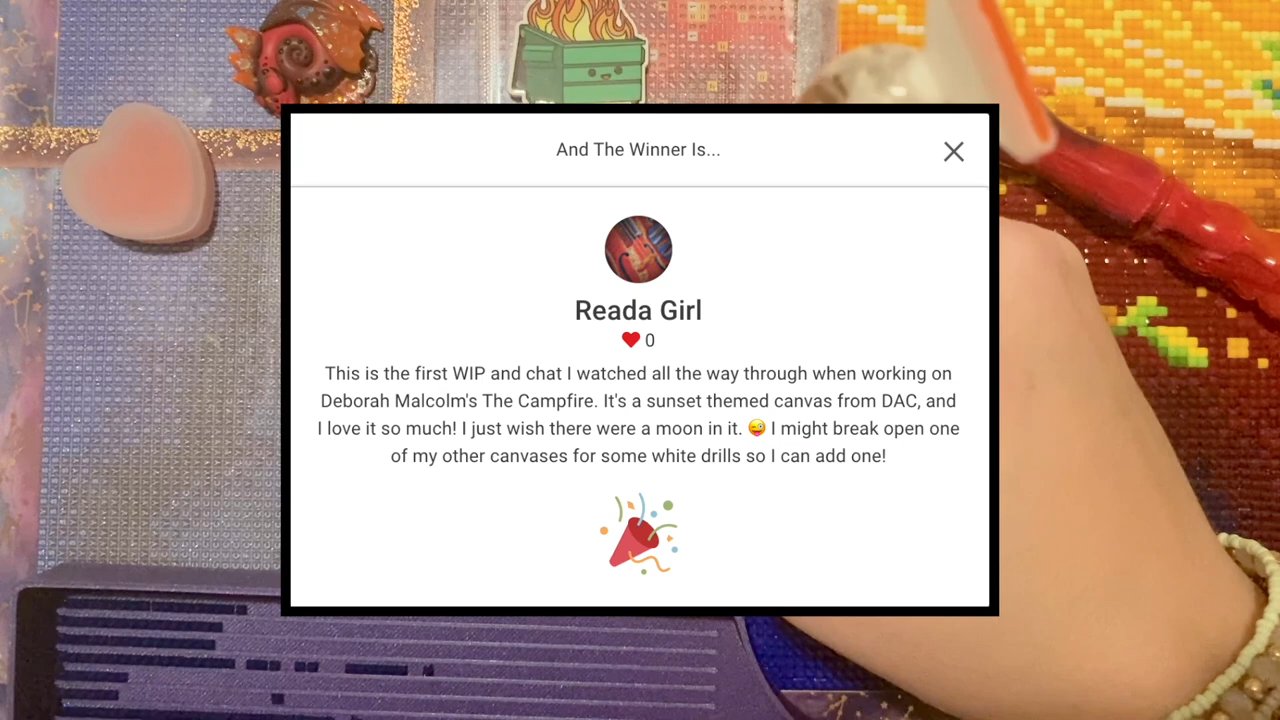 And The Winner Is...
Reada Girl
0
This is the first WIP and chat I watched all the way through when working on
Deborah Malcolm's The Campfire. It's a sunset themed canvas from DAC, and
I love it so much! I just wish there were a moon in it. 😜 I might break open one
of my other canvases for some white drills so I can add one!